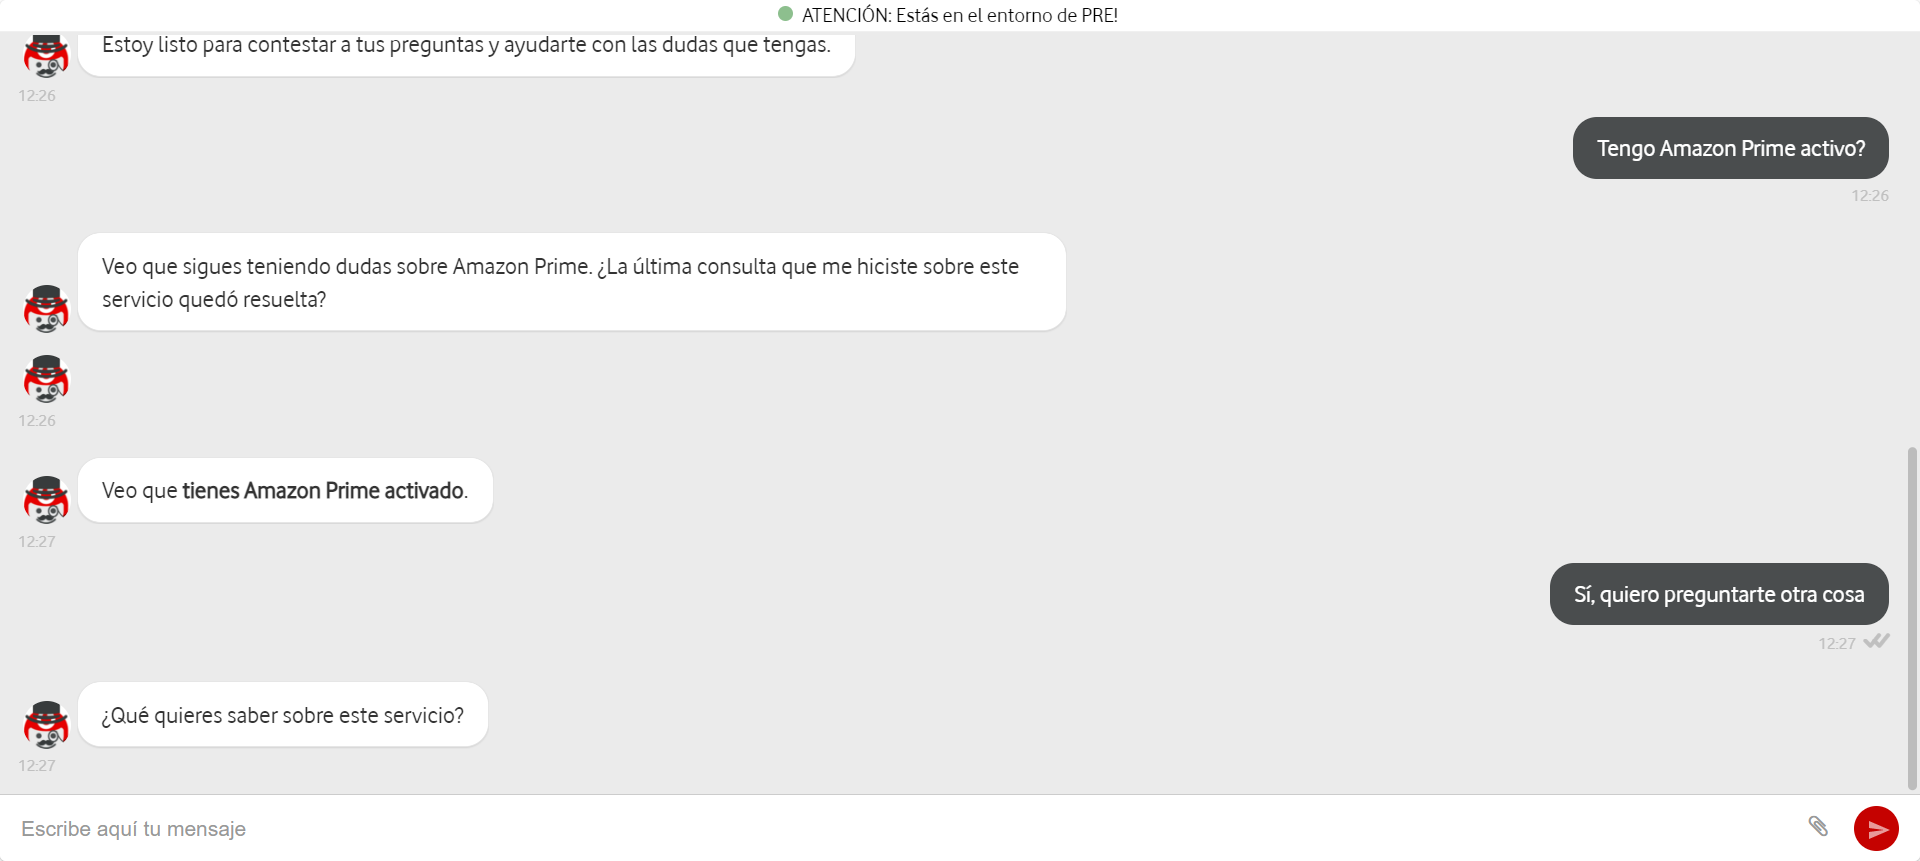 ATENCIÓN: Estás en el entorno de PRE!
Estoy listo para contestar a tus preguntas y ayudarte con las dudas que tengas.
12:26
Tengo Amazon Prime activo?
12:26
Veo que sigues teniendo dudas sobre Amazon Prime. ¿La última consulta que me hiciste sobre este
servicio quedó resuelta?
12:26
Veo que tienes Amazon Prime activado.
12:27
Sí, quiero preguntarte otra cosa
12:27
¿Qué quieres saber sobre este servicio?
12:27
Escribe aquí tu mensaje